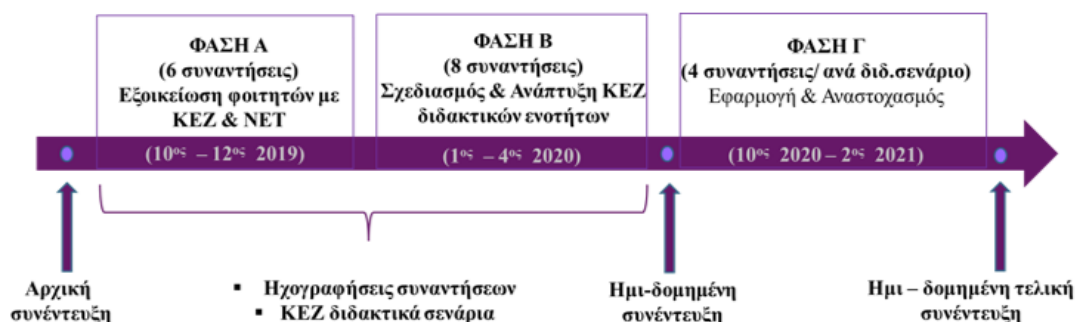 ΦΑΣΗ Α
(6 συναντήσεις)
Εξοικείωση φοιτητών με
ΚΕΖ & ΝΕΤ
(10ος – 12ος 2019)
ΦΑΣΗ Β
(8 συναντήσεις)
Σχεδιασμός & Ανάπτυξη ΚΕΖ
διδακτικών ενοτήτων
(1ος – 4ος 2020)
ΦΑΣΗ Γ
(4 συναντήσεις/ ανά διδ.σενάριο)
Εφαρμογή & Αναστοχασμός
(10ος 2020 – 2ος 2021)
Αρχική
συνέντευξη
▪ Ηχογραφήσεις συναντήσεων
▪ ΚΕΖ διδακτικά σενάρια
Ημι-δομημένη
συνέντευξη
Ημι – δομημένη τελική
συνέντευξη